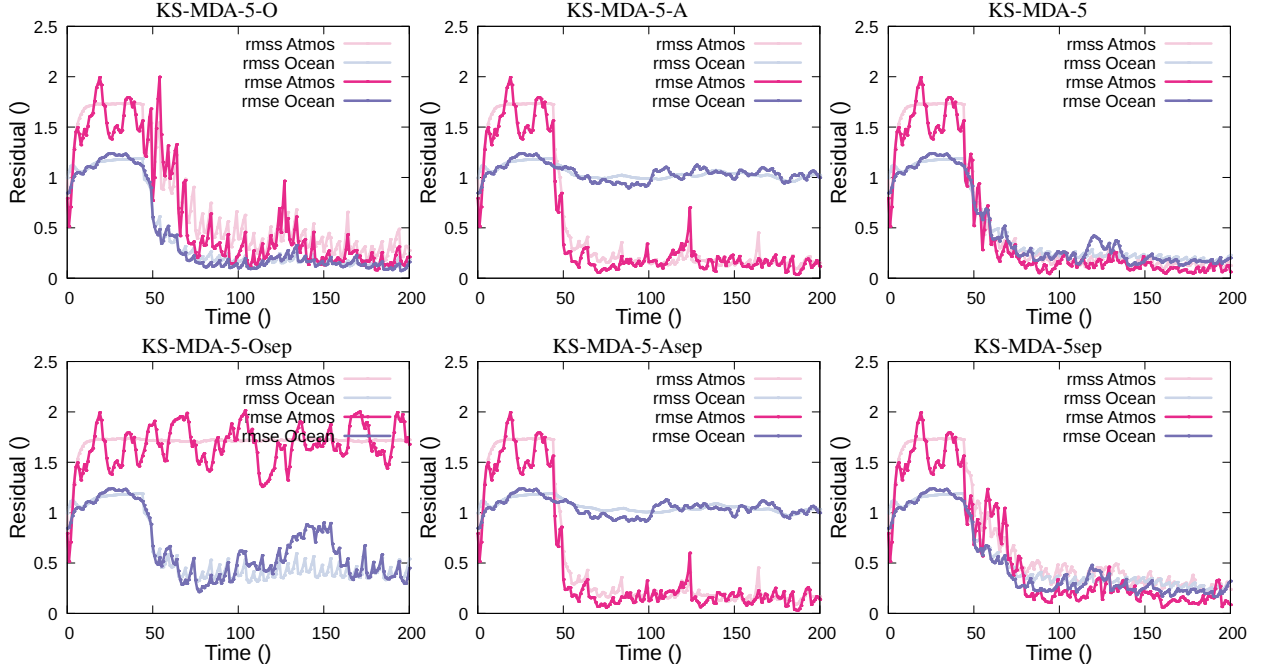 KS-MDA-5-O
2.5
2
1.5
1
0.5
0
0 50 100 150 200
Residual ()
Time ()
rmss Atmos
rmss Ocean
rmse Atmos
rmse Ocean
KS-MDA-5-A
2.5
2
1.5
1
0.5
0
0 50 100 150 200
Residual ()
Time ()
rmss Atmos
rmss Ocean
rmse Atmos
rmse Ocean
KS-MDA-5
2.5
2
1.5
1
0.5
0
0 50 100 150 200
Residual ()
Time ()
rmss Atmos
rmss Ocean
rmse Atmos
rmse Ocean
KS-MDA-5-Osep
2.5
2
1.5
1
0.5
0
0 50 100 150 200
Residual ()
Time ()
rmss Atmos
rmss Ocean
rmse Atmos
rmse Ocean
KS-MDA-5-Asep
2.5
2
1.5
1
0.5
0
0 50 100 150 200
Residual ()
Time ()
rmss Atmos
rmss Ocean
rmse Atmos
rmse Ocean
KS-MDA-5sep
2.5
2
1.5
1
0.5
0
0 50 100 150 200
Residual ()
Time ()
rmss Atmos
rmss Ocean
rmse Atmos
rmse Ocean